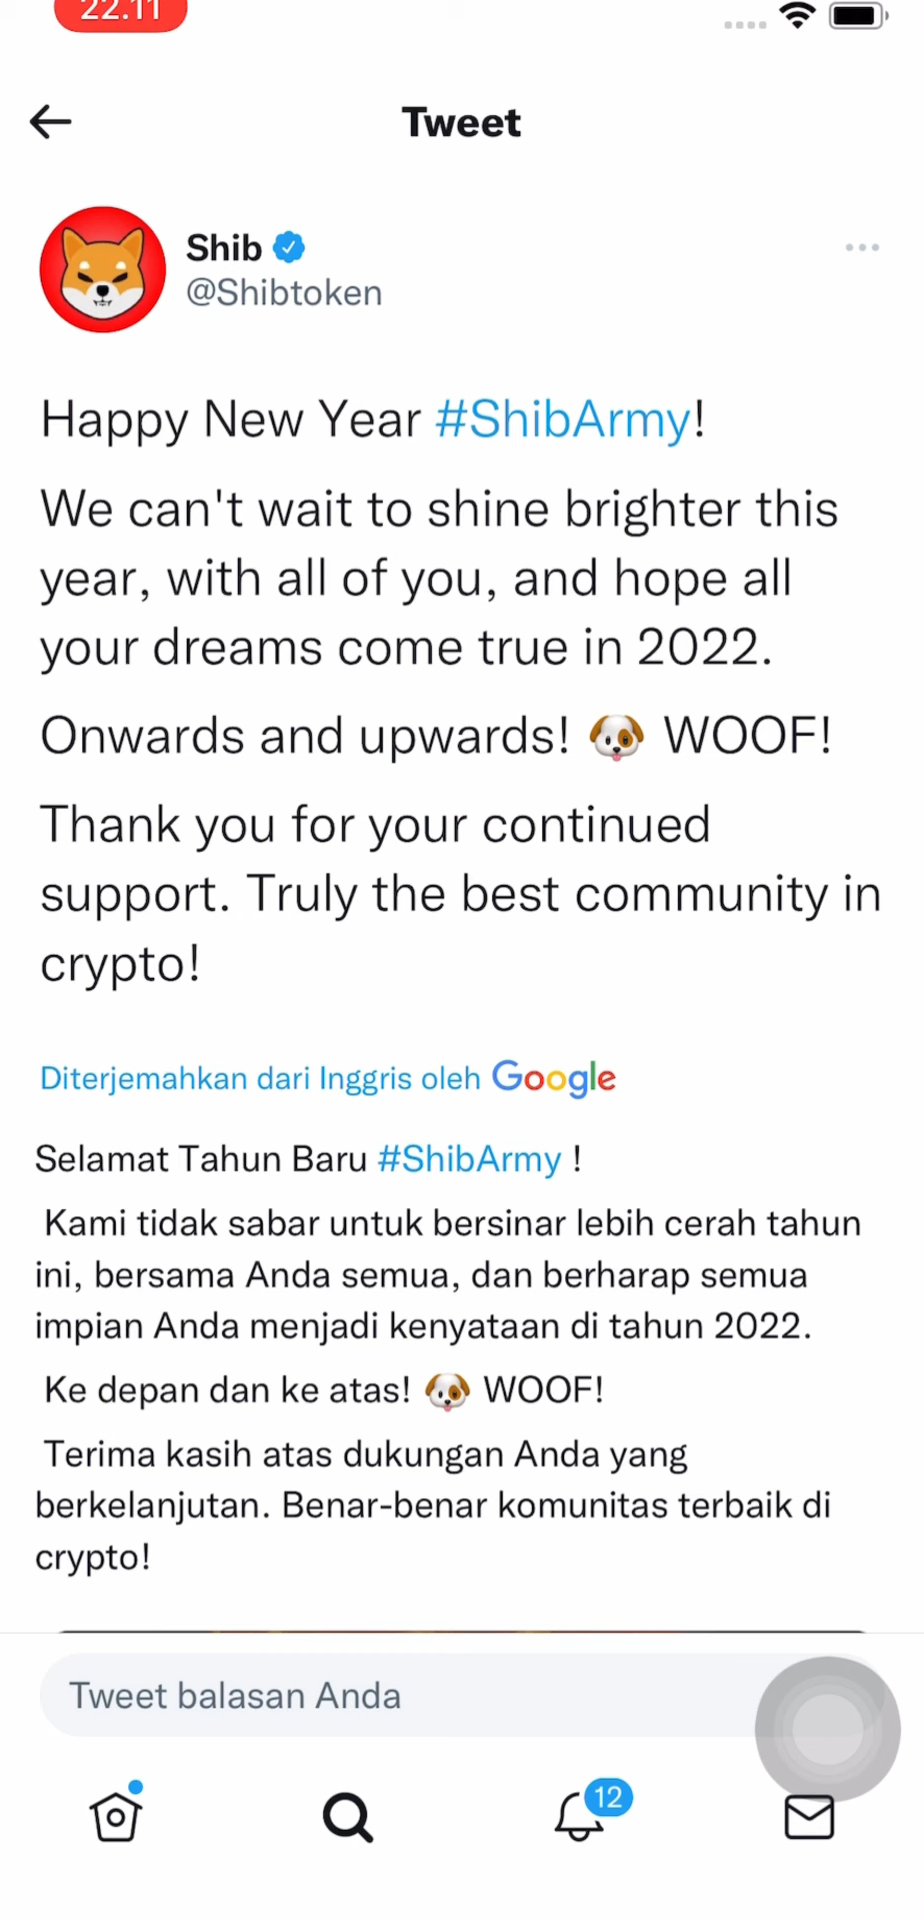 22.11
Tweet
Shib
@Shibtoken
Happy New Year #ShibArmy!
We can't wait to shine brighter this
year, with all of you, and hope all
your dreams come true in 2022.
Onwards and upwards! 🐶 WOOF!
Thank you for your continued
support. Truly the best community in
crypto!
Diterjemahkan dari Inggris oleh Google
Selamat Tahun Baru #ShibArmy !
Kami tidak sabar untuk bersinar lebih cerah tahun
ini, bersama Anda semua, dan berharap semua
impian Anda menjadi kenyataan di tahun 2022.
Ke depan dan ke atas! 🐶 WOOF!
Terima kasih atas dukungan Anda yang
berkelanjutan. Benar-benar komunitas terbaik di
crypto!
Tweet balasan Anda
12